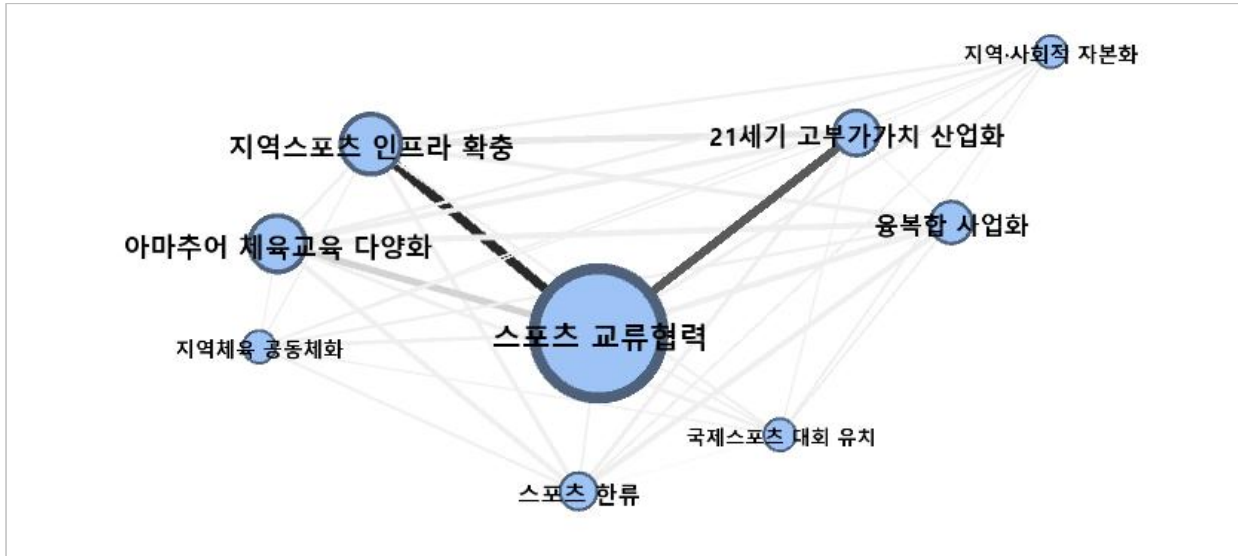 지역·사회적 자본화
21세기 고부가가치 산업화
지역스포츠 인프라 확충
융복합 사업화
아마추어 체육교육 다양화
스포츠 교류협력
지역체육 공동체화
국제스포츠 대회 유치
스포츠 한류